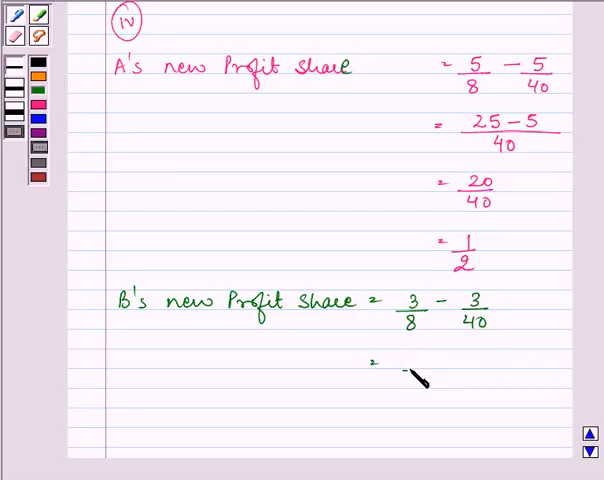 (iv)
A's new Profit share = 5/8 - 5/40
= 25-5/40
= 20/40
= 1/2
B's new Profit share = 3/8 - 3/40
=